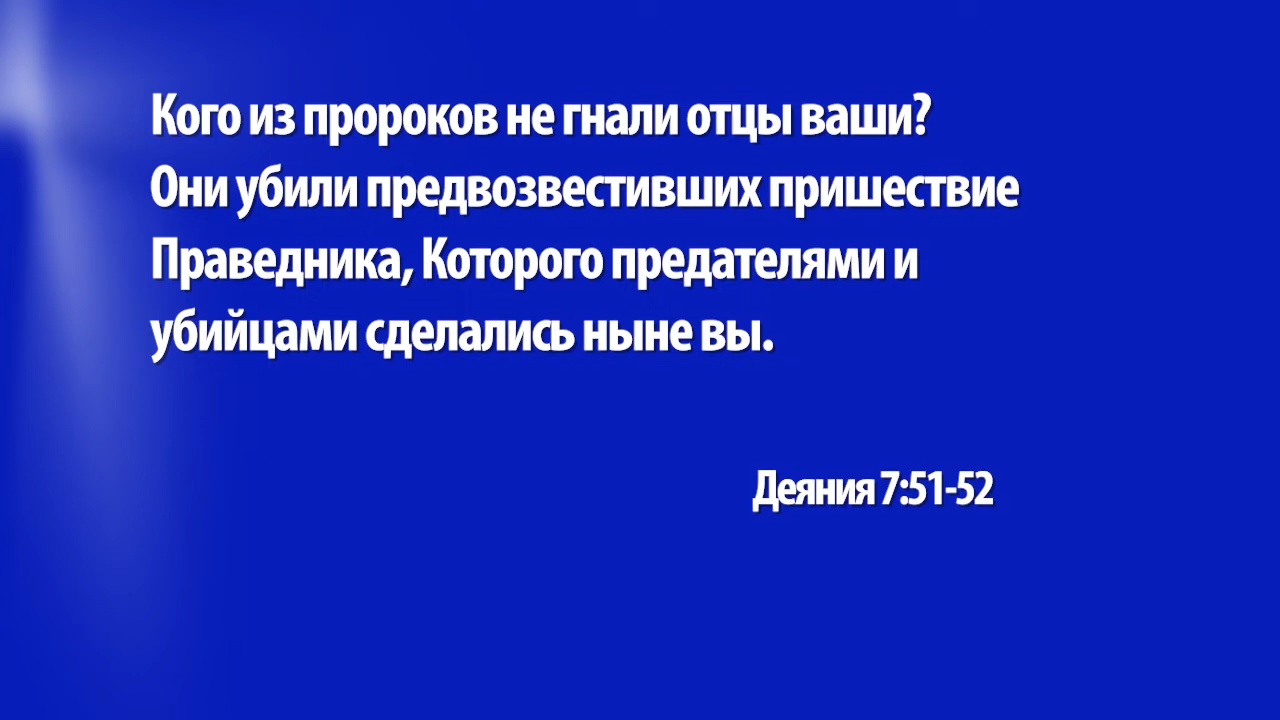 Кого из пророков не гнали отцы ваши?
Они убили предвозвестивших пришествие
Праведника, Которого предателями и
убийцами сделались ныне вы.
Деяния 7:51-52